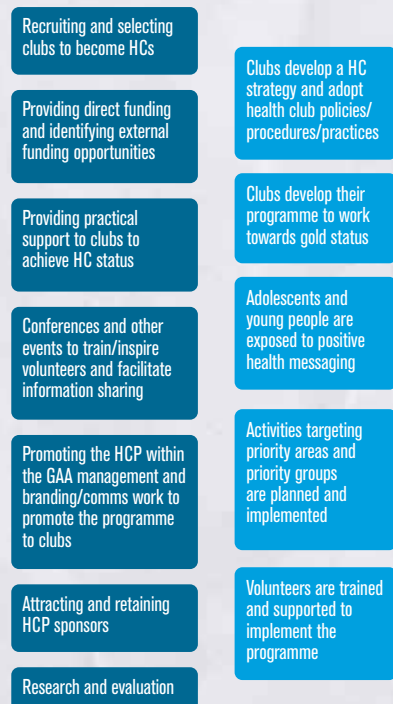 Recruiting and selecting
clubs to become HCs
Providing direct funding
and identifying external
funding opportunities
Providing practical
support to clubs to
achieve HC status
Conferences and other
events to train/inspire
volunteers and facilitate
information sharing
Promoting the HCP within
the GAA management and
branding/comms work to
promote the programme
to clubs
Attracting and retaining
HCP sponsors
Research and evaluation
Clubs develop a HC
strategy and adopt
health club policies/
procedures/practices
Clubs develop their
programme to work
towards gold status
Adolescents and
young people are
exposed to positive
health messaging
Activities targeting
priority areas and
priority groups
are planned and
implemented
Volunteers are trained
and supported to
implement the
programme